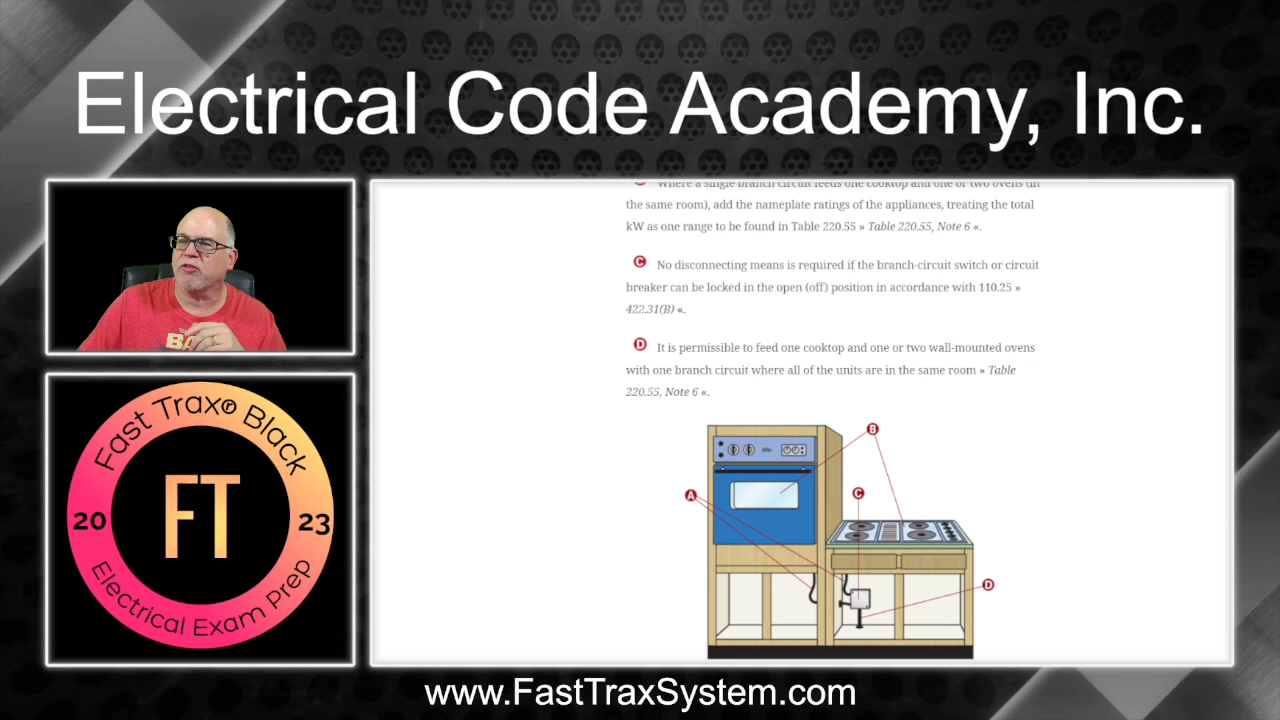 Electrical Code Academy, Inc.
Where a single branch circuit feeds one cooktop and one or two ovens (in
the same room), add the nameplate ratings of the appliances, treating the total
kW as one range to be found in Table 220.55 » Table 220.55, Note 6 «.
C No disconnecting means is required if the branch-circuit switch or circuit
breaker can be locked in the open (off) position in accordance with 110.25 »
422.31(B) «.
D It is permissible to feed one cooktop and one or two wall-mounted ovens
with one branch circuit where all of the units are in the same room » Table
220.55, Note 6 «.
B
A
C
D
BA
Fast Trax® Black
20 FT 23
Electrical Exam Prep
www.FastTraxSystem.com